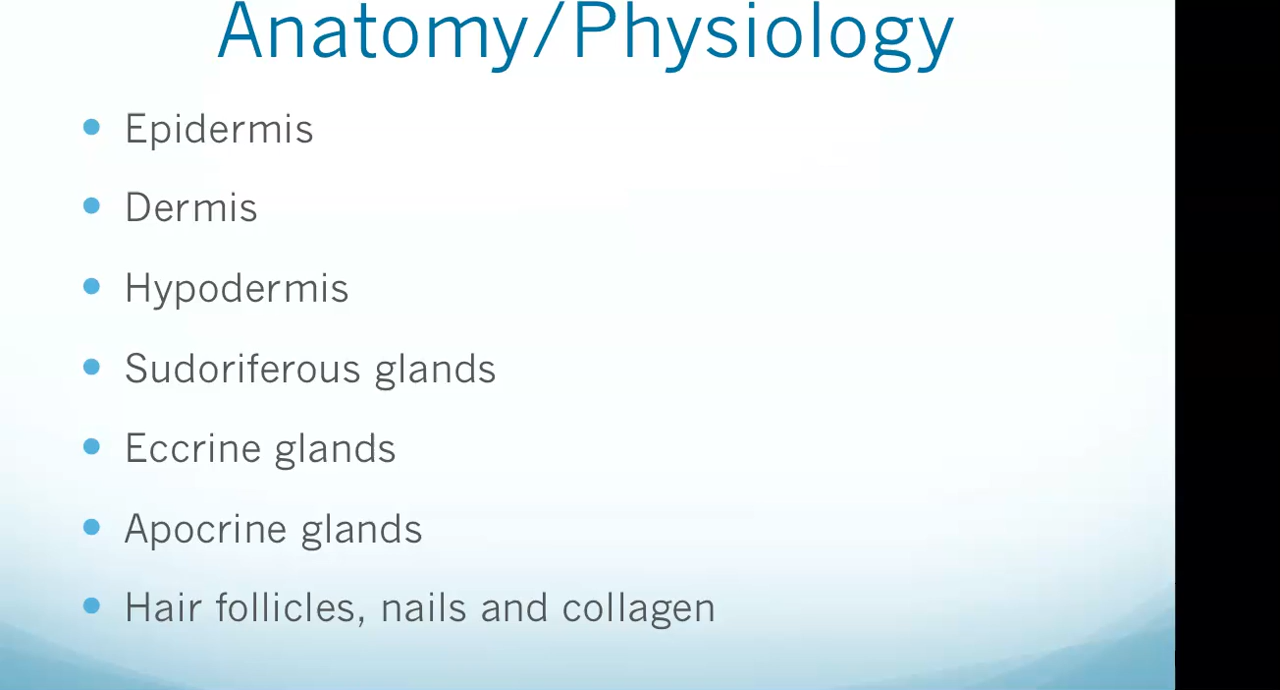 Anatomy/Physiology
• Epidermis
• Dermis
• Hypodermis
• Sudoriferous glands
• Eccrine glands
• Apocrine glands
• Hair follicles, nails and collagen